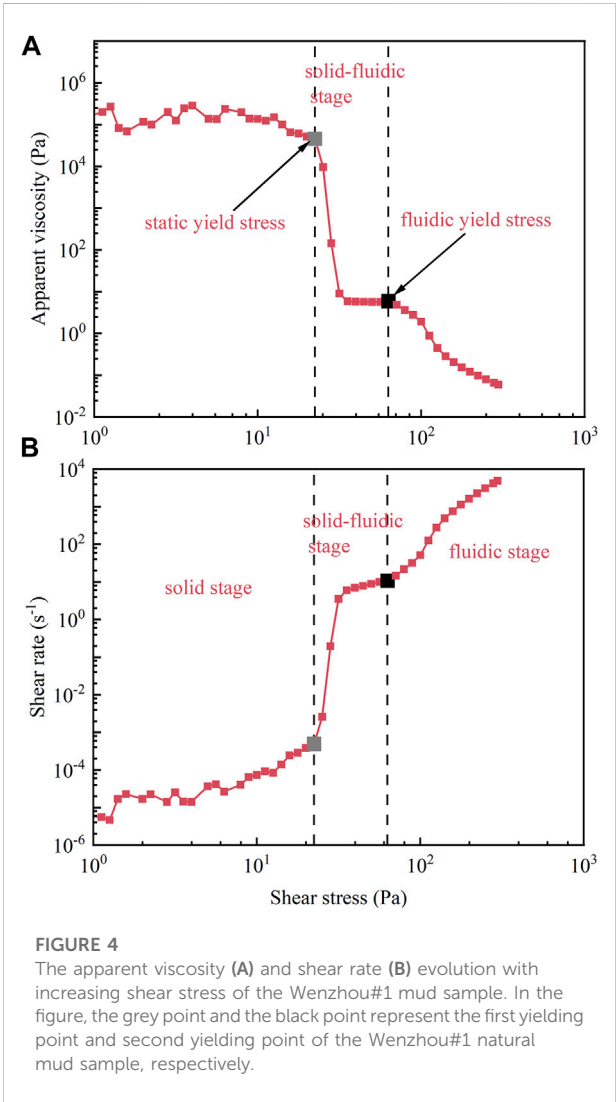 A
Apparent viscosity (Pa)
10^6
10^4
10^2
10^0
10^-2
solid-fluidic
stage
static yield stress
fluidic yield stress
10^0 10^1 10^2 10^3
B
Shear rate (s^-1)
10^4
10^2
10^0
10^-2
10^-4
10^-6
solid-fluidic
stage
fluidic stage
solid stage
10^0 10^1 10^2 10^3
Shear stress (Pa)
FIGURE 4
The apparent viscosity (A) and shear rate (B) evolution with
increasing shear stress of the Wenzhou#1 mud sample. In the
figure, the grey point and the black point represent the first yielding
point and second yielding point of the Wenzhou#1 natural
mud sample, respectively.